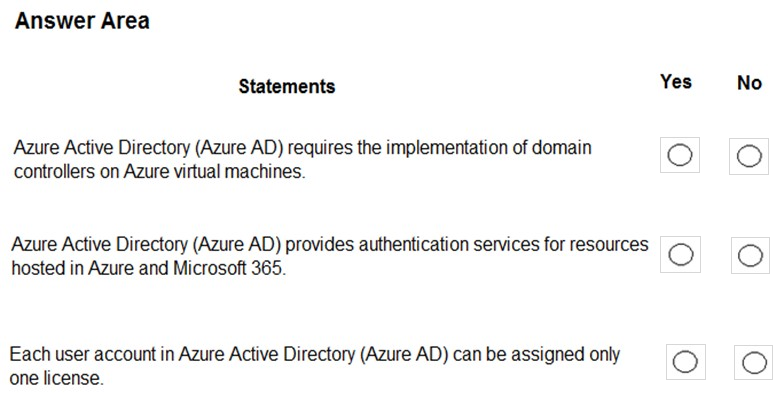 Answer Area
Statements Yes No
Azure Active Directory (Azure AD) requires the implementation of domain
controllers on Azure virtual machines.
Azure Active Directory (Azure AD) provides authentication services for resources
hosted in Azure and Microsoft 365.
Each user account in Azure Active Directory (Azure AD) can be assigned only
one license.